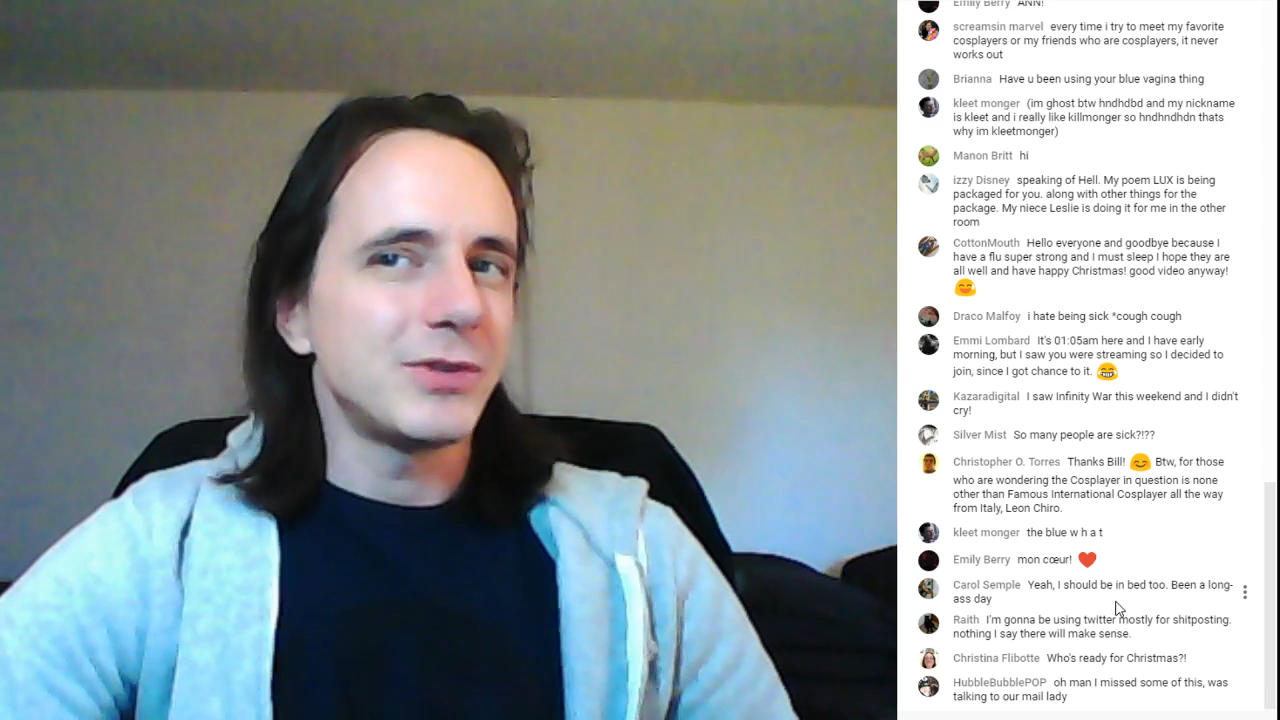 Emily Berry ANN!
screamsin marvel every time i try to meet my favorite
cosplayers or my friends who are cosplayers, it never
works out
Brianna Have u been using your blue vagina thing
kleet monger (im ghost btw hndhdbd and my nickname
is kleet and i really like killmonger so hndhndhdn thats
why im kleetmonger)
Manon Britt hi
izzy Disney speaking of Hell. My poem LUX is being
packaged for you. along with other things for the
package. My niece Leslie is doing it for me in the other
room
CottonMouth Hello everyone and goodbye because I
have a flu super strong and I must sleep I hope they are
all well and have happy Christmas! good video anyway!
Draco Malfoy i hate being sick *cough cough
Emmi Lombard It's 01:05am here and I have early
morning, but I saw you were streaming so I decided to
join, since I got chance to it.
Kazaradigital I saw Infinity War this weekend and I didn't
cry!
Silver Mist So many people are sick?!??
Christopher O. Torres Thanks Bill! 😊 Btw, for those
who are wondering the Cosplayer in question is none
other than Famous International Cosplayer all the way
from Italy, Leon Chiro.
kleet monger the blue w h a t
Emily Berry mon cœur! ❤
Carol Semple Yeah, I should be in bed too. Been a long-
ass day
Raith I'm gonna be using twitter mostly for shitposting.
nothing I say there will make sense.
Christina Flibotte Who's ready for Christmas?!
HubbleBubblePOP oh man I missed some of this, was
talking to our mail lady